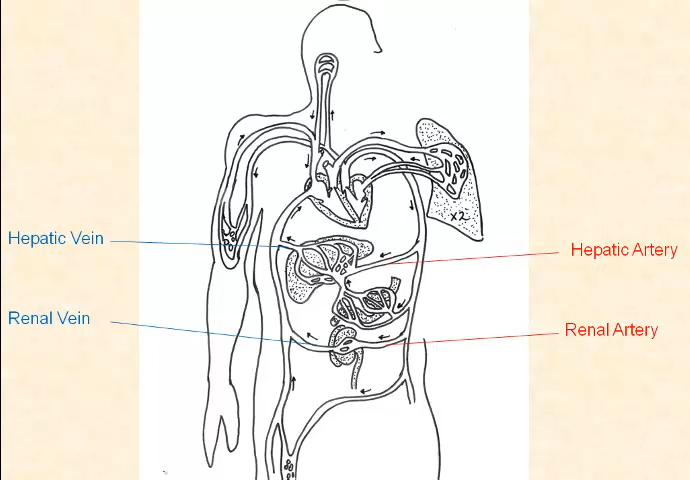 x2
Hepatic Vein
Hepatic Artery
Renal Vein
Renal Artery